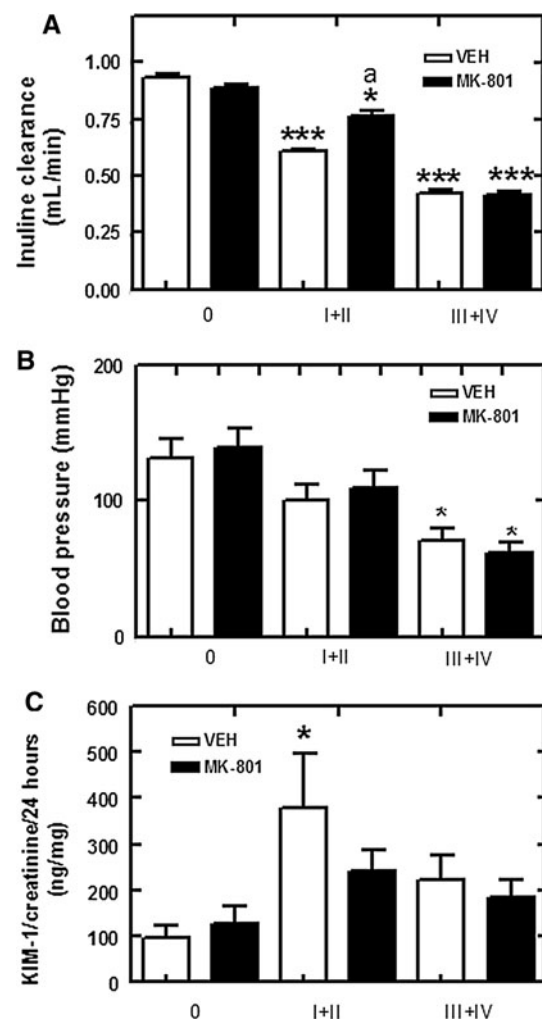 A
VEH
MK-801
Inuline clearance
(mL/min)
1.00
0.75
0.50
0.25
0.00
***
a
*
***
***
0
I+II
III+IV
B
VEH
MK-801
Blood pressure (mmHg)
200
100
0
*
*
0
I+II
III+IV
C
VEH
MK-801
KIM-1/creatinine/24 hours
(ng/mg)
600
500
400
300
200
100
0
*
0
I+II
III+IV